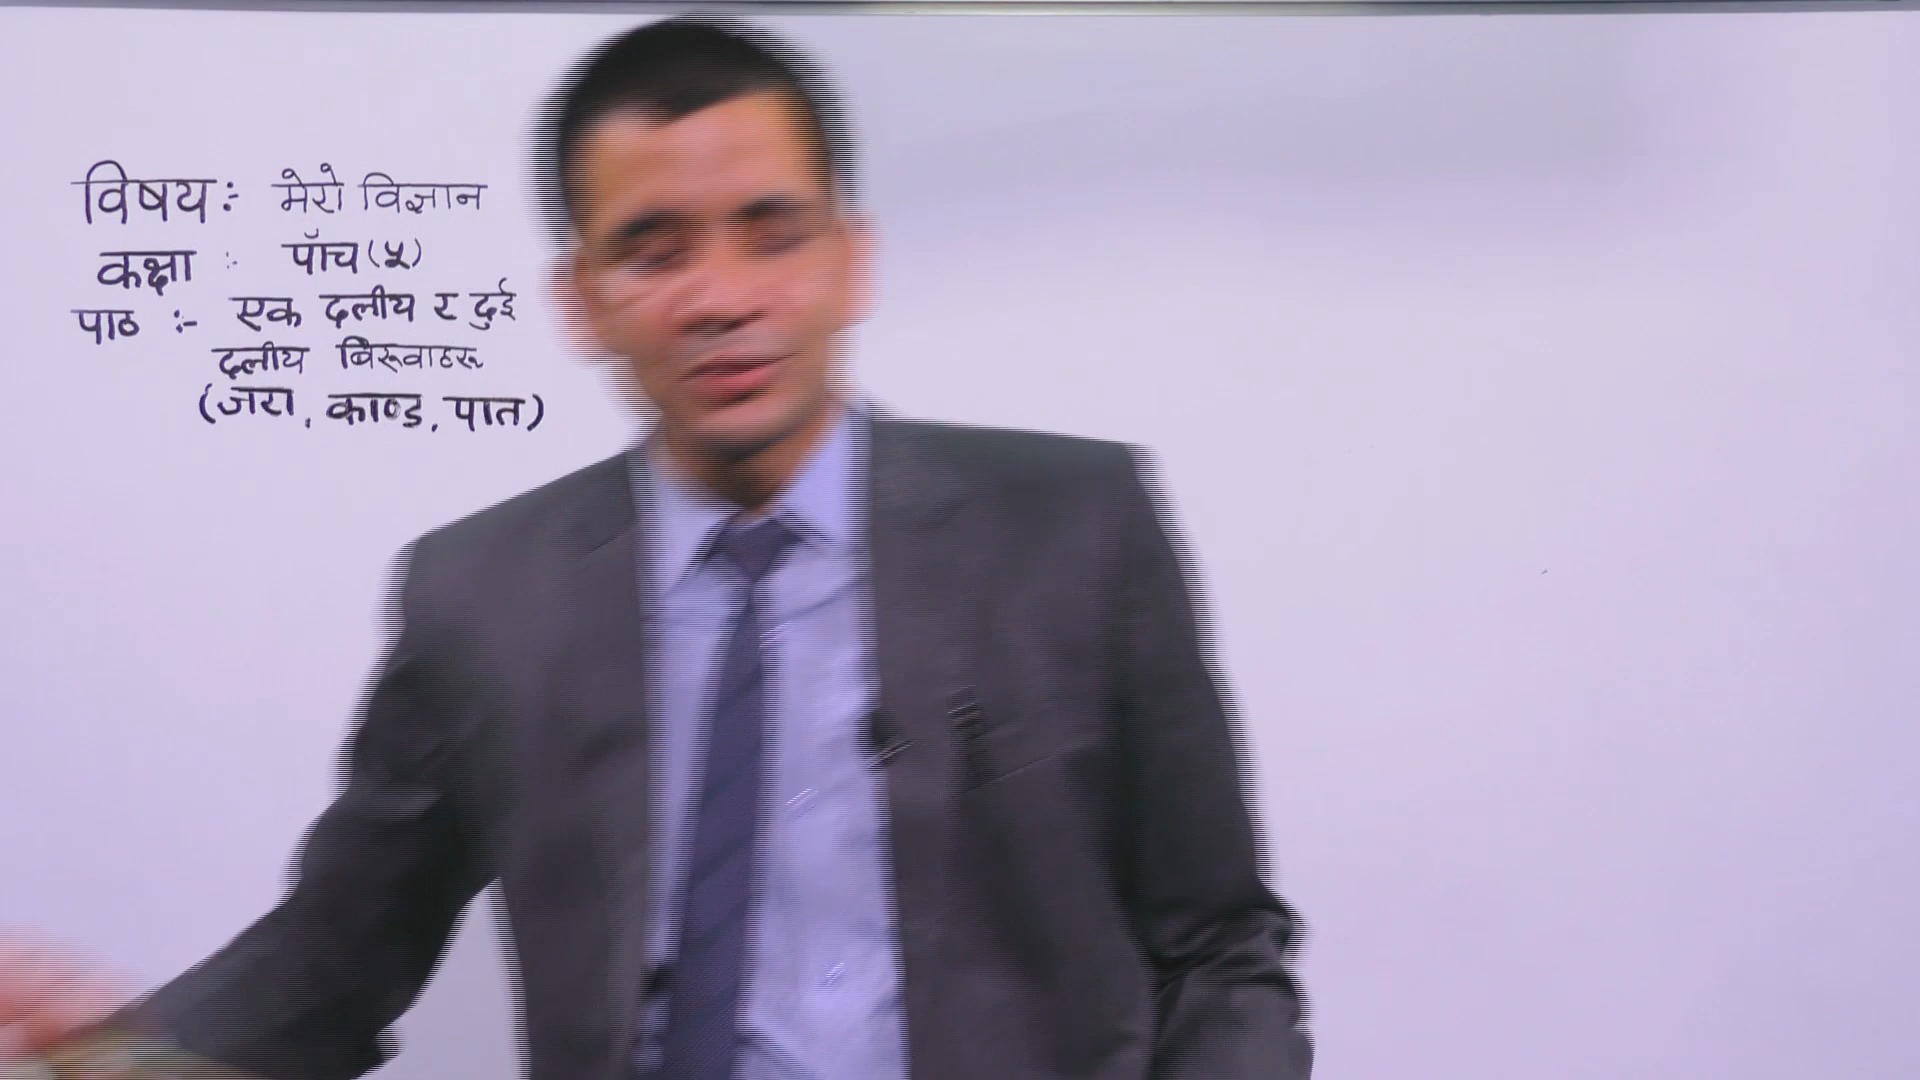 विषय :- मेरो विज्ञान
कक्षा :- पाँच (५)
पाठ :- एक दलीय र दुई
दलीय बिरूवाहरू
(जरा, काण्ड, पात)